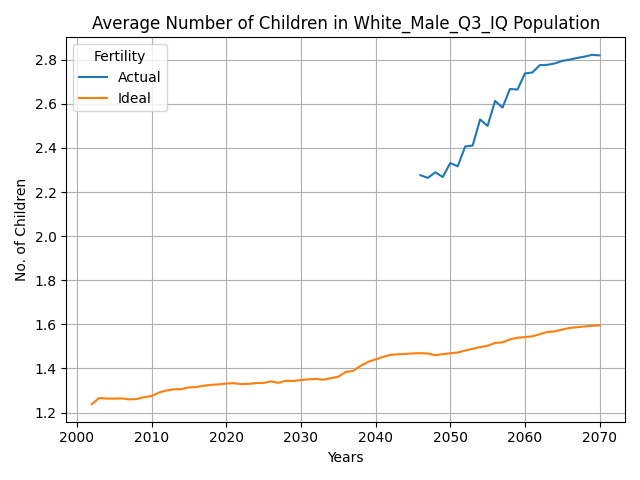 Average Number of Children in White_Male_Q3_IQ Population
Fertility
Actual
Ideal
No. of Children
2.8
2.6
2.4
2.2
2.0
1.8
1.6
1.4
1.2
2000 2010 2020 2030 2040 2050 2060 2070
Years